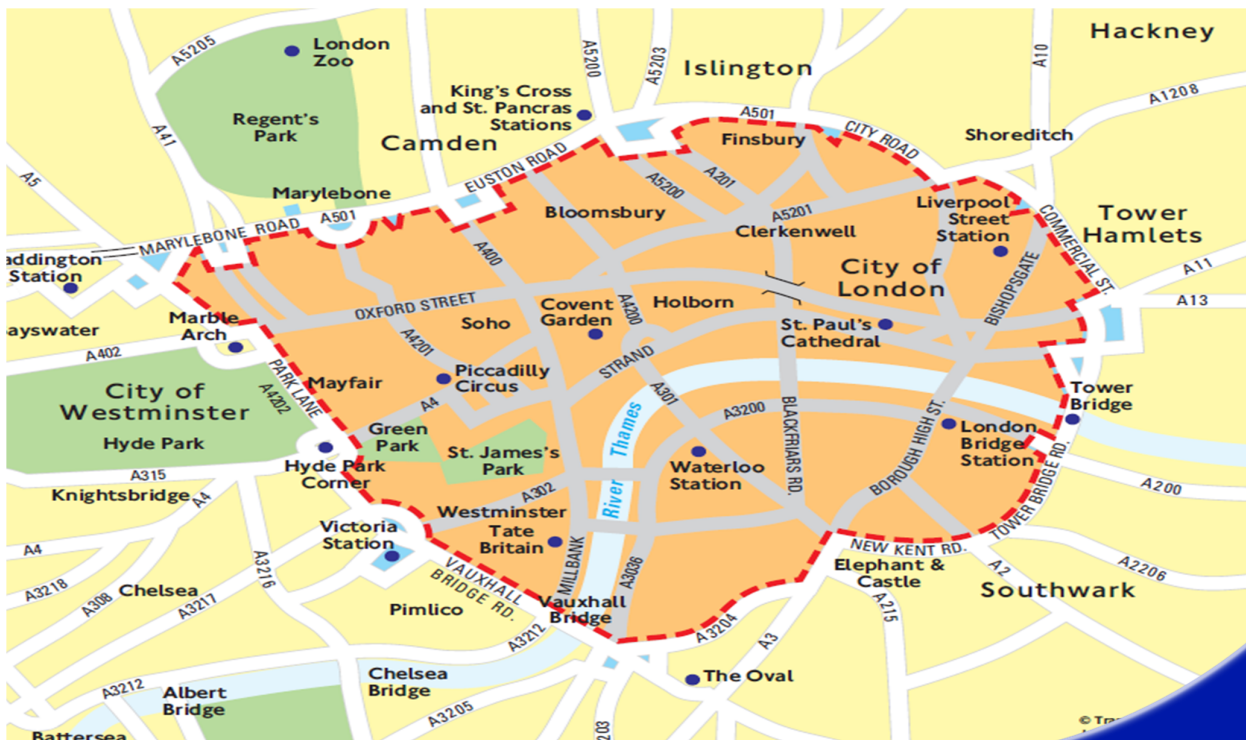 A5205
London
Zoo
A5200
A5203
Islington
A10
Hackney
A1208
King's Cross
and St. Pancras
Stations
Regent's
Park
A41
Camden
A501
Finsbury
CITY ROAD
Shoreditch
A5
EUSTON ROAD
Marylebone
A501
MARYLEBONE ROAD
A5200
A201
Bloomsbury
A5201
Clerkenwell
Liverpool
Street
Station
COMMERCIAL ST.
Tower
Hamlets
A11
A13
addington
Station
A400
City of
London
BISHOPSGATE
OXFORD STREET
Covent
Garden
A4200
Holborn
Soho
St. Paul's
Cathedral
ayswater
Marble
Arch
A402
A4201
STRAND
PARK LANE
A4202
Mayfair
Piccadilly
Circus
A4
A301
City of
Westminster
Hyde Park
Green
Park
St. James's
Park
River Thames
A3200
BLACKFRIARS RD.
BOROUGH HIGH ST.
London
Bridge
Station
Tower
Bridge
TOWER BRIDGE RD.
A200
A315
Hyde Park
Corner
Knightsbridge
A4
A302
Waterloo
Station
Westminster
Tate
Britain
Victoria
Station
A4
A3216
MILLBANK
A3036
NEW KENT RD.
A2
A2206
Elephant &
Castle
Southwark
A3218
A308
Chelsea
A3217
VAUXHALL
BRIDGE RD.
Pimlico
Vauxhall
Bridge
A3212
A3204
A3
A215
The Oval
A3212
Albert
Bridge
Chelsea
Bridge
A3205
203
Battersea
©